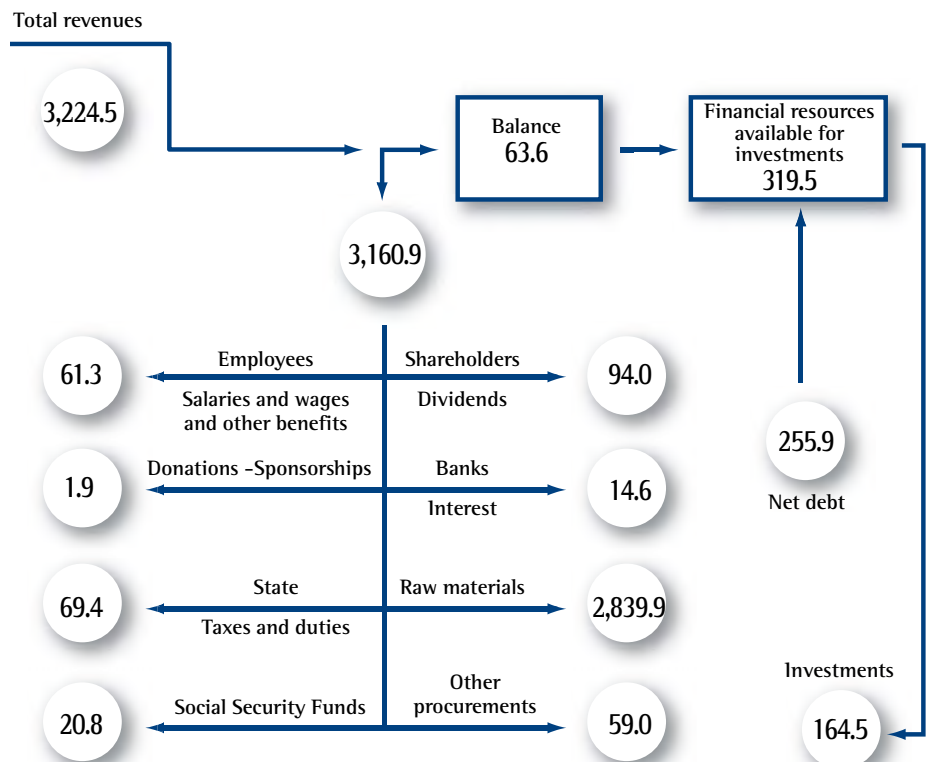 Total revenues
3,224.5
Balance
63.6
Financial resources
available for
investments
319.5
3,160.9
Employees
Salaries and wages
and other benefits
61.3
Shareholders
Dividends
94.0
Donations -Sponsorships
1.9
Banks
Interest
14.6
255.9
Net debt
State
Taxes and duties
69.4
Raw materials
2,839.9
Social Security Funds
20.8
Other
procurements
59.0
Investments
164.5